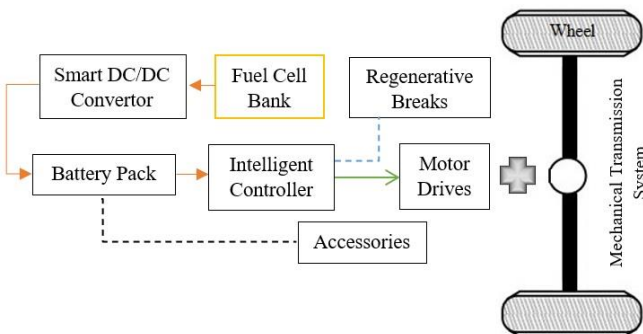 Wheel
Smart DC/DC
Convertor
Fuel Cell
Bank
Regenerative
Breaks
Battery Pack
Intelligent
Controller
Motor
Drives
Accessories
Mechanical Transmission
System